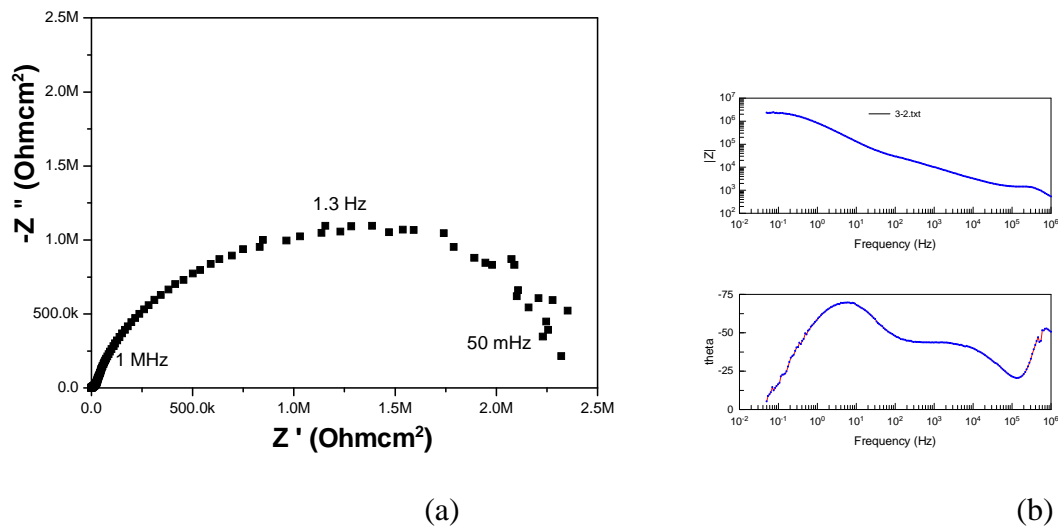 2.5M
2.0M
1.5M
1.0M
500.0k
0.0
-Z '' (Ohmcm²)
1.3 Hz
1 MHz
50 mHz
0.0 500.0k 1.0M 1.5M 2.0M 2.5M
Z ' (Ohmcm²)
(a)
10⁷
10⁶
10⁵
10⁴
10³
10²
|Z|
3-2.txt
10⁻² 10⁻¹ 10⁰ 10¹ 10² 10³ 10⁴ 10⁵ 10⁶
Frequency (Hz)
-75
-50
-25
0
theta
10⁻² 10⁻¹ 10⁰ 10¹ 10² 10³ 10⁴ 10⁵ 10⁶
Frequency (Hz)
(b)